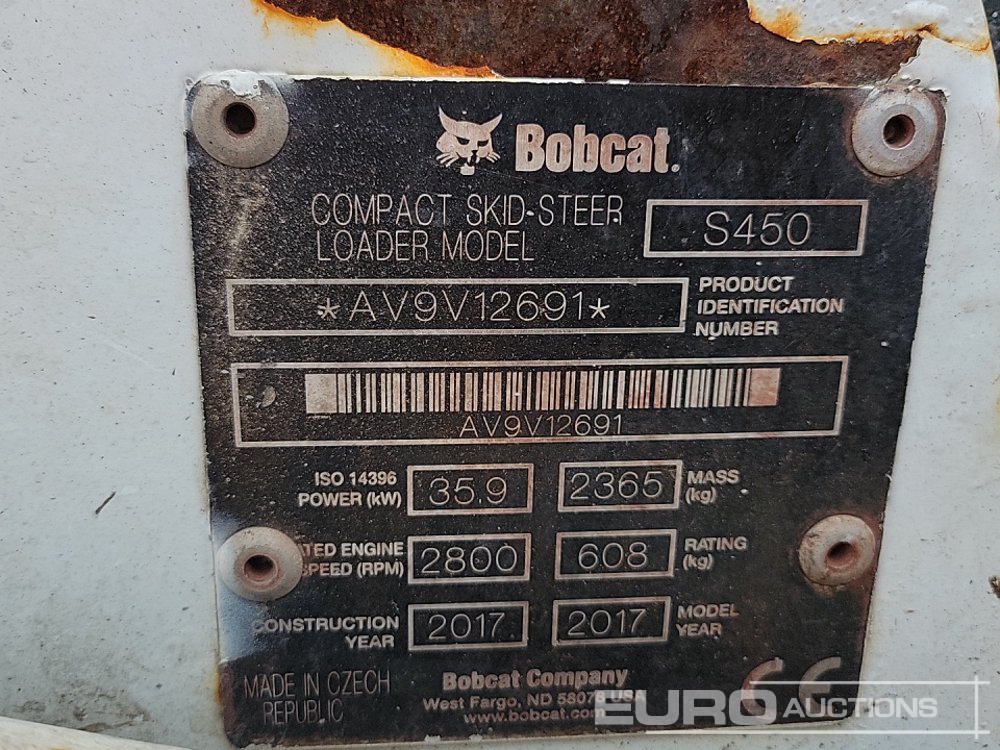 Bobcat.
COMPACT SKID-STEER
LOADER MODEL
S450
*AV9V12691*
PRODUCT
IDENTIFICATION
NUMBER
AV9V12691
ISO 14396
POWER (kW)
35.9
2365
MASS
(kg)
ENGINE
(RPM)
2800
608
RATING
(kg)
CONSTRUCTION
YEAR
2017
2017
MODEL
YEAR
MADE IN CZECH
REPUBLIC
Bobcat Company
West Fargo, ND 58078 USA
www.bobcat.com
CE
EURO AUCTIONS